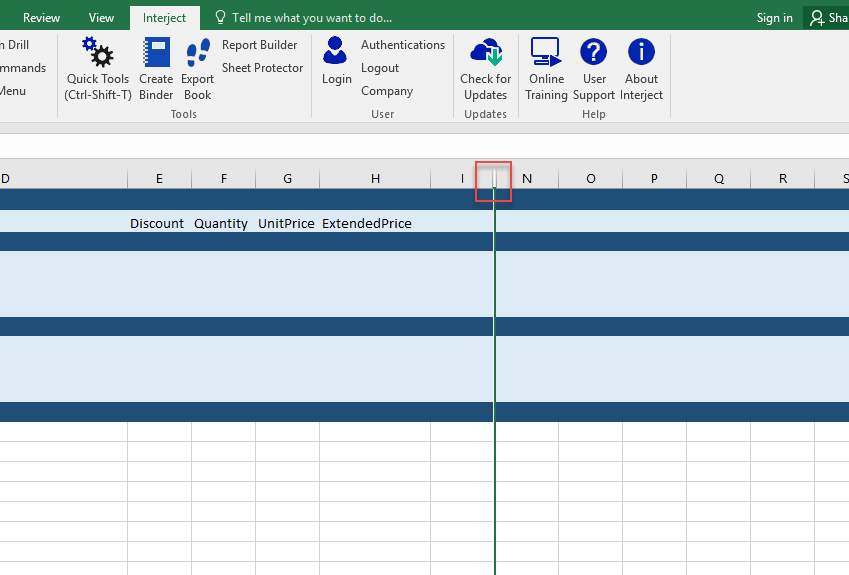 Review View Interject Tell me what you want to do... Sign in Sha
n Drill
mmands
Menu
Quick Tools
(Ctrl-Shift-T)
Create
Binder
Export
Book
Report Builder
Sheet Protector
Tools
Login
Authentications
Logout
Company
User
Check for
Updates
Updates
Online
Training
User
Support
About
Interject
Help
D E F G H I N O P Q R S
Discount Quantity UnitPrice ExtendedPrice